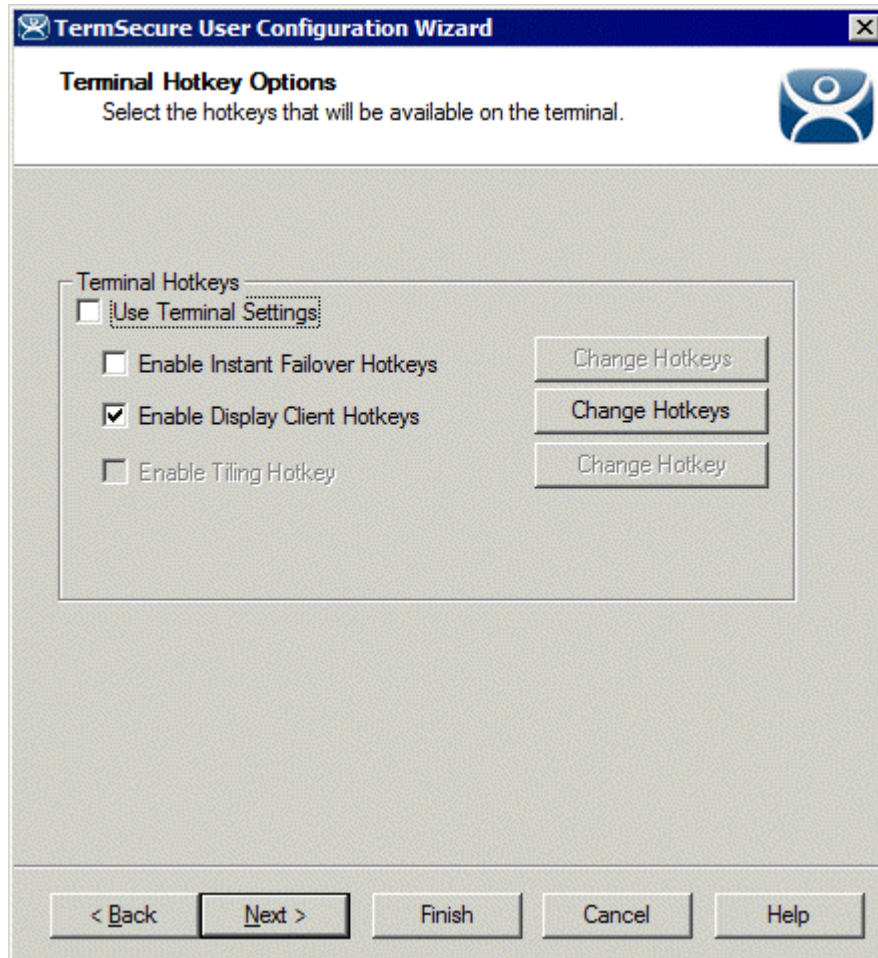 TermSecure User Configuration Wizard
Terminal Hotkey Options
Select the hotkeys that will be available on the terminal.
Terminal Hotkeys
Use Terminal Settings
Enable Instant Failover Hotkeys
Change Hotkeys
Enable Display Client Hotkeys
Change Hotkeys
Enable Tiling Hotkey
Change Hotkey
< Back Next > Finish Cancel Help